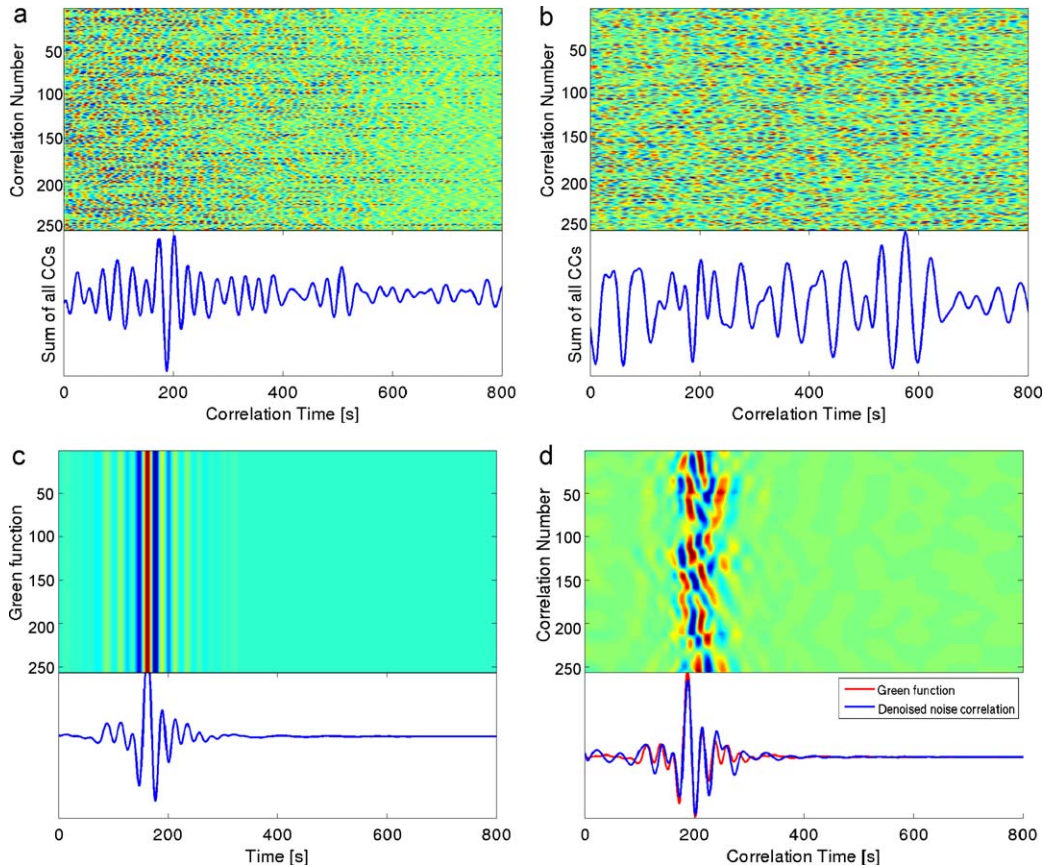 a
Correlation Number
50
100
150
200
250
Sum of all CCs
0
200
400
600
800
Correlation Time [s]
b
Correlation Number
50
100
150
200
250
Sum of all CCs
0
200
400
600
800
Correlation Time [s]
c
Green function
50
100
150
200
250
0
200
400
600
800
Time [s]
d
Correlation Number
50
100
150
200
250
Green function
Denoised noise correlation
0
200
400
600
800
Correlation Time [s]